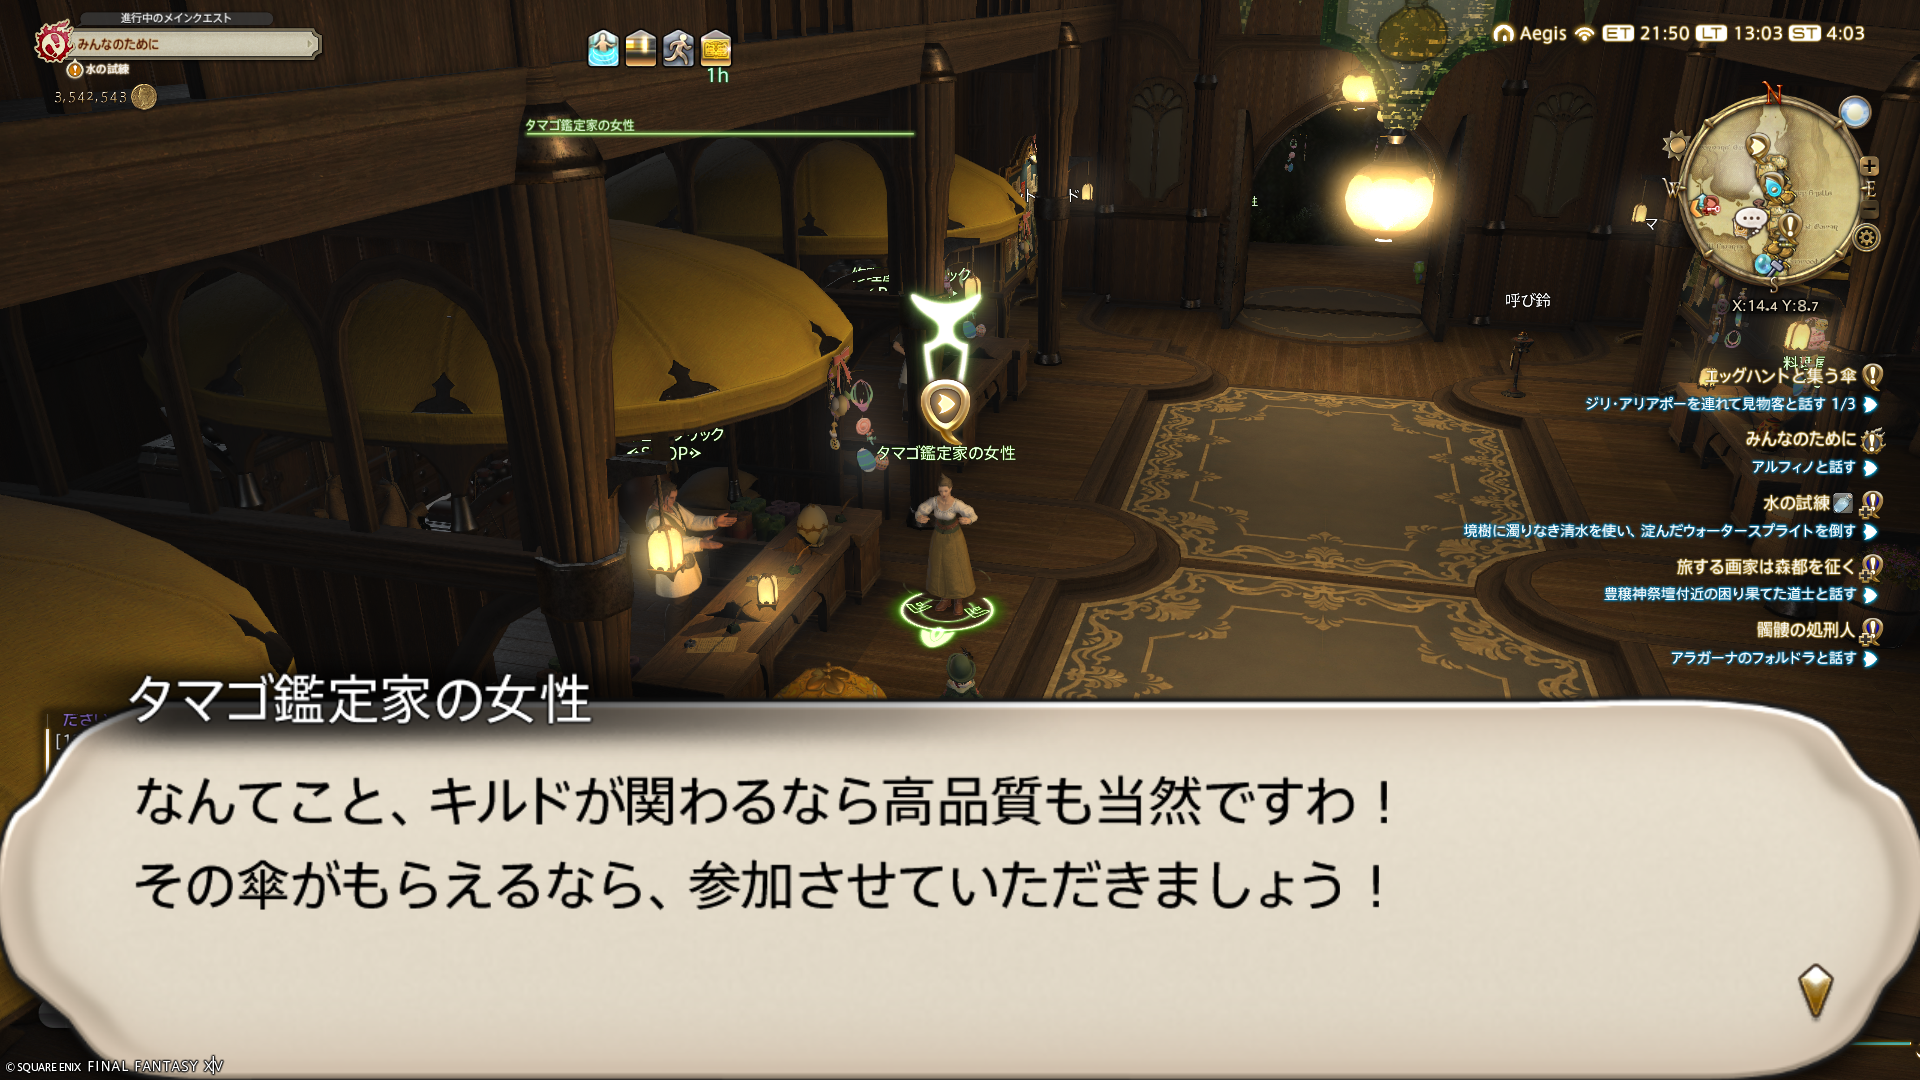 進行中のメインクエスト
みんなのために
水の試練
3,542,543
1h
Aegis ET 21:50 LT 13:03 ST 4:03
タマゴ鑑定家の女性
N
W
E
S
X:14.4 Y:8.7
呼び鈴
エッグハントと集う傘
ジリ・アリアポーを連れて見物客と話す 1/3
みんなのために
アルフィノと話す
水の試練
境樹に濁りなき清水を使い、淀んだウォータースプライトを倒す
旅する画家は森都を征く
豊穣神祭壇付近の困り果てた道士と話す
髑髏の処刑人
アラガーナのフォルドラと話す
タマゴ鑑定家の女性
タマゴ鑑定家の女性
なんてこと、キルドが関わるなら高品質も当然ですわ！
その傘がもらえるなら、参加させていただきましょう！
© SQUARE ENIX FINAL FANTASY XIV